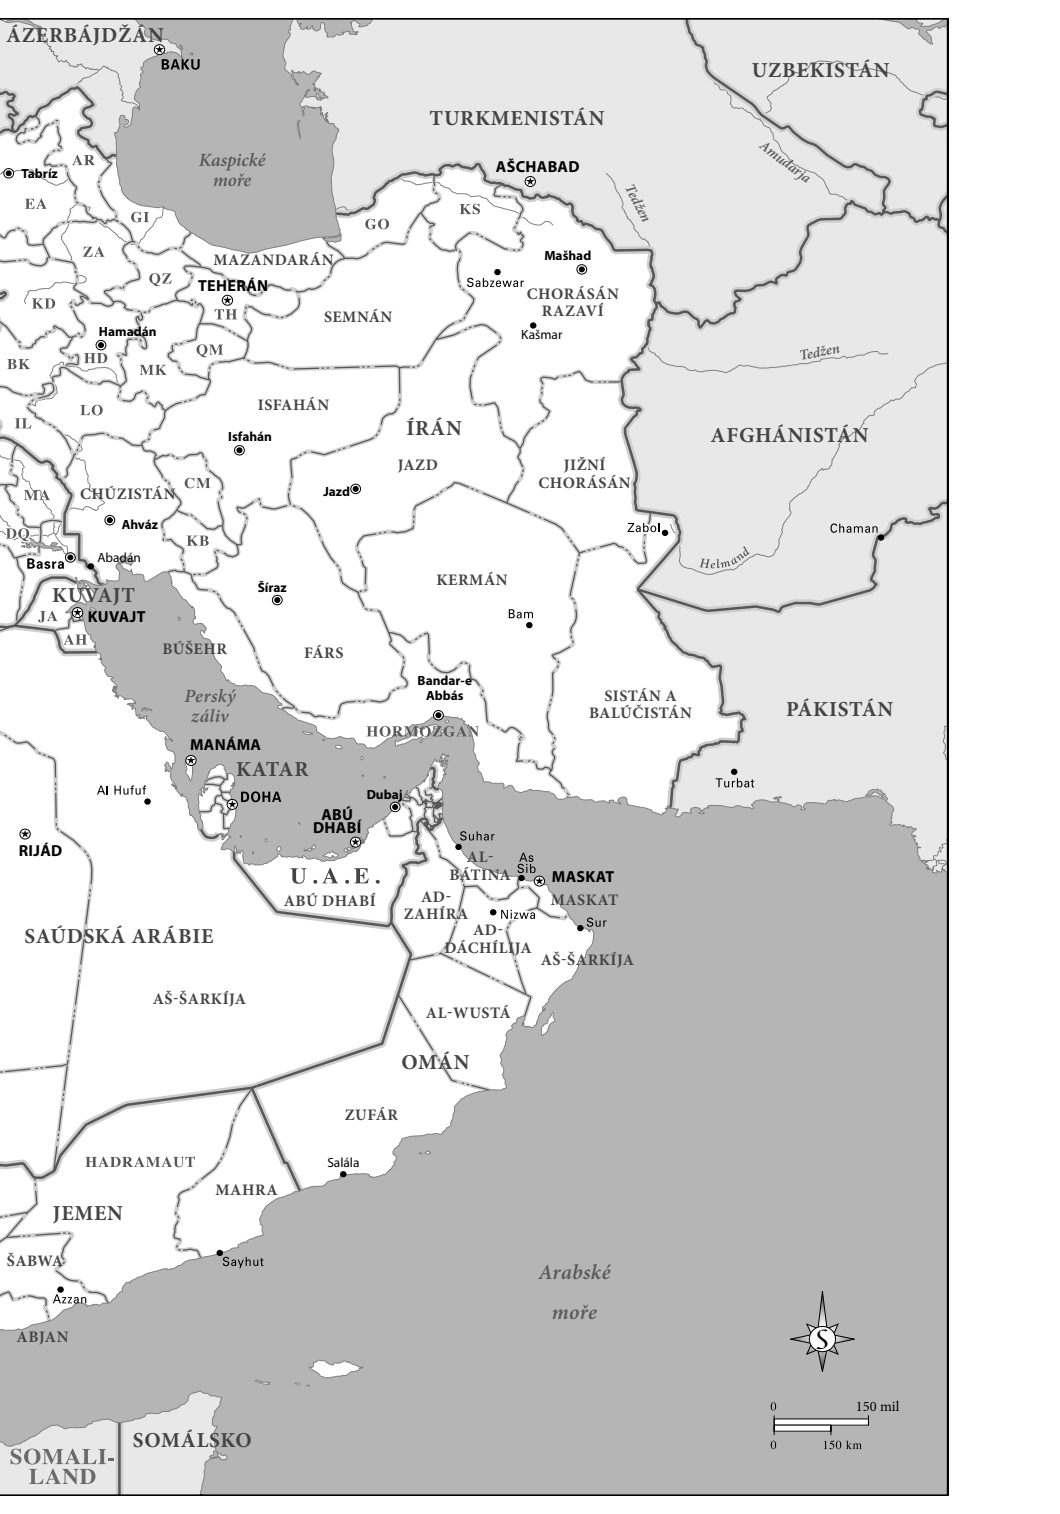 ÁZERBÁJDŽÁN
BAKU
UZBEKISTÁN
TURKMENISTÁN
Amudarja
Kaspické
moře
AŠCHABAD
Tedžen
AR
Tabríz
EA
GI
GO
KS
ZA
MAZANDARÁN
Mašhad
QZ
TEHERÁN
Sabzewar
CHORÁSÁN
RAZAVÍ
KD
TH
SEMNÁN
Hamadán
Kašmar
HD
QM
Tedžen
BK
MK
LO
ISFAHÁN
IL
ÍRÁN
Isfahán
AFGHÁNISTÁN
JAZD
JIŽNÍ
CHORÁSÁN
MA
CHÚZISTÁN
CM
Jazd
Ahváz
DQ
KB
Zabol
Chaman
Basra
Abadán
Helmand
KUVAJT
Šíraz
KERMÁN
JA
KUVAJT
Bam
AH
BÚŠEHR
FÁRS
Bandar-e
Abbás
Perský
záliv
SISTÁN A
BALÚČISTÁN
PÁKISTÁN
HORMOZGAN
MANÁMA
KATAR
Turbat
Al Hufuf
DOHA
Dubaj
ABÚ
DHABÍ
RIJÁD
Suhar
AL-
BÁTINA
As
Sib
MASKAT
U.A.E.
ABÚ DHABÍ
AD-
ZAHÍRA
MASKAT
Nizwa
Sur
SAÚDSKÁ ARÁBIE
AD-
DÁCHÍLIJA
AŠ-ŠARKÍJA
AŠ-ŠARKÍJA
AL-WUSTÁ
OMÁN
ZUFÁR
HADRAMAUT
Salála
MAHRA
JEMEN
ŠABWA
Sayhut
Azzan
Arabské
moře
ABJAN
S
0
150 mil
0
150 km
SOMÁLSKO
SOMALI-
LAND